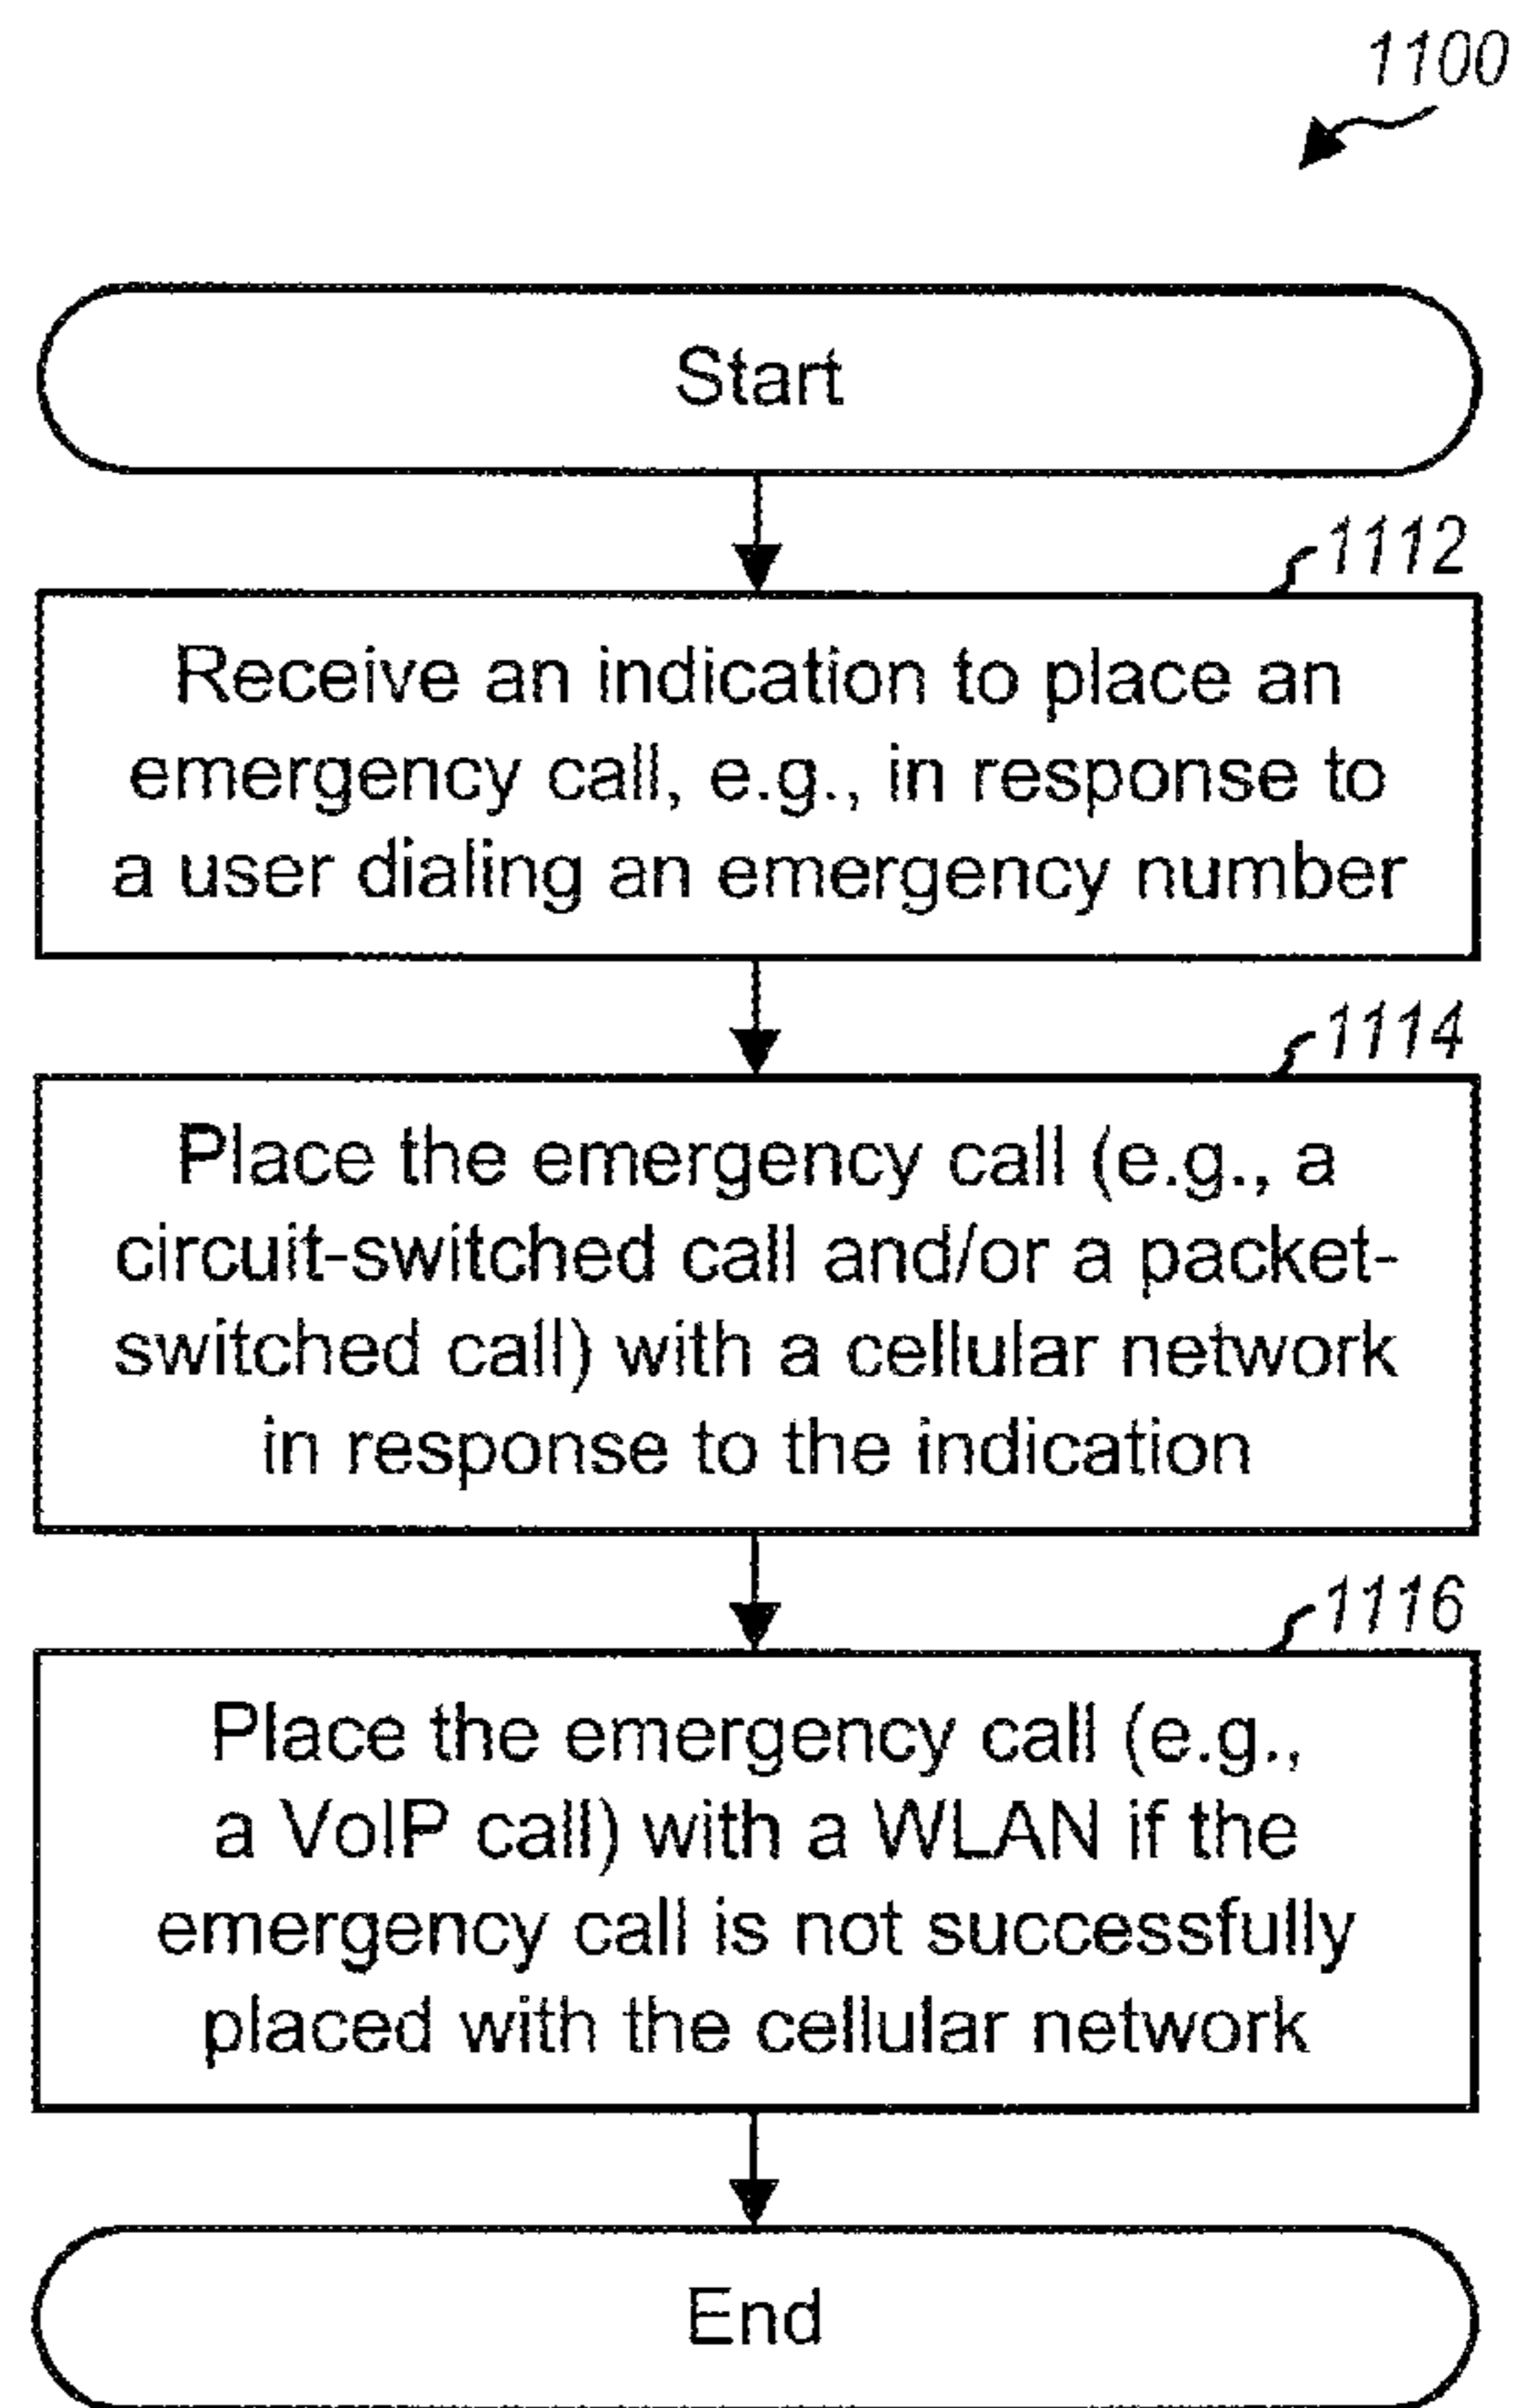 1100
Start
1112
Receive an indication to place an
emergency call, e.g., in response to
a user dialing an emergency number
1114
Place the emergency call (e.g., a
circuit-switched call and/or a packet-
switched call) with a cellular network
in response to the indication
1116
Place the emergency call (e.g.,
a VoIP call) with a WLAN if the
emergency call is not successfully
placed with the cellular network
End